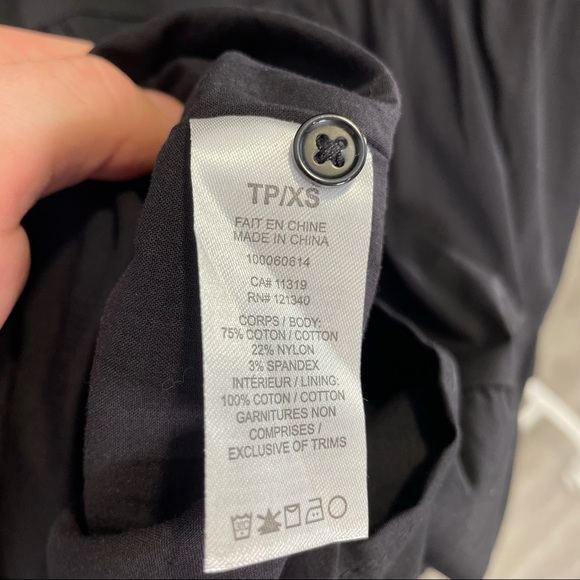 TP/XS
FAIT EN CHINE
MADE IN CHINA
100060614
CA# 11319
RN# 121340
CORPS / BODY:
75% COTON / COTTON
22% NYLON
3% SPANDEX
INTÉRIEUR / LINING:
100% COTON / COTTON
GARNITURES NON
COMPRISES /
EXCLUSIVE OF TRIMS